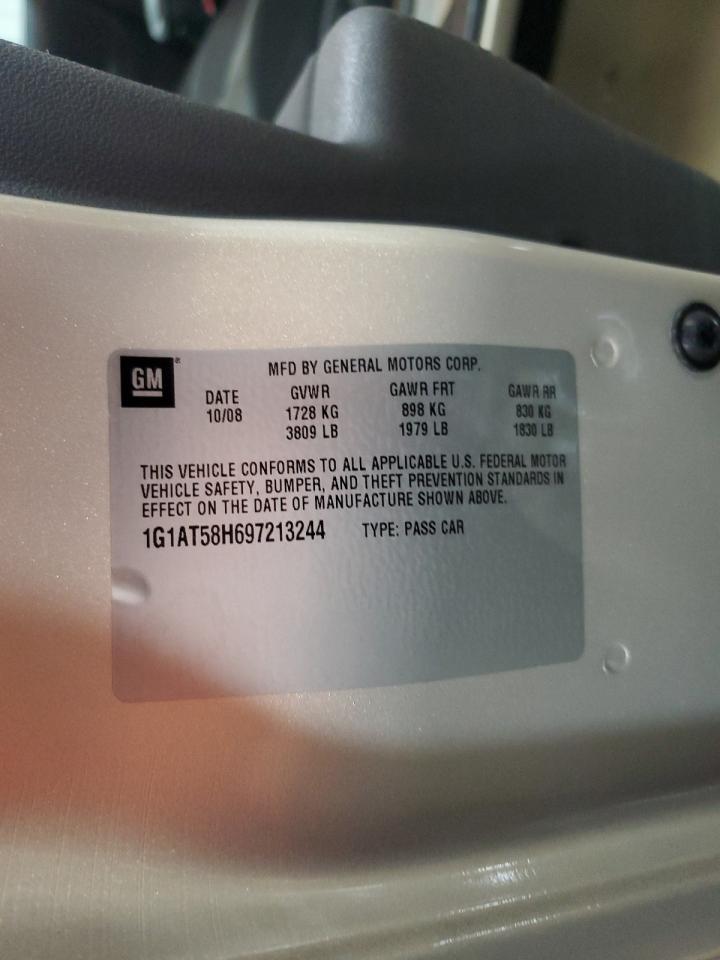 GM
MFD BY GENERAL MOTORS CORP.
DATE GVWR GAWR FRT GAWR RR
10/08 1728 KG 898 KG 830 KG
3809 LB 1979 LB 1830 LB
THIS VEHICLE CONFORMS TO ALL APPLICABLE U.S. FEDERAL MOTOR
VEHICLE SAFETY, BUMPER, AND THEFT PREVENTION STANDARDS IN
EFFECT ON THE DATE OF MANUFACTURE SHOWN ABOVE.
1G1AT58H697213244 TYPE: PASS CAR